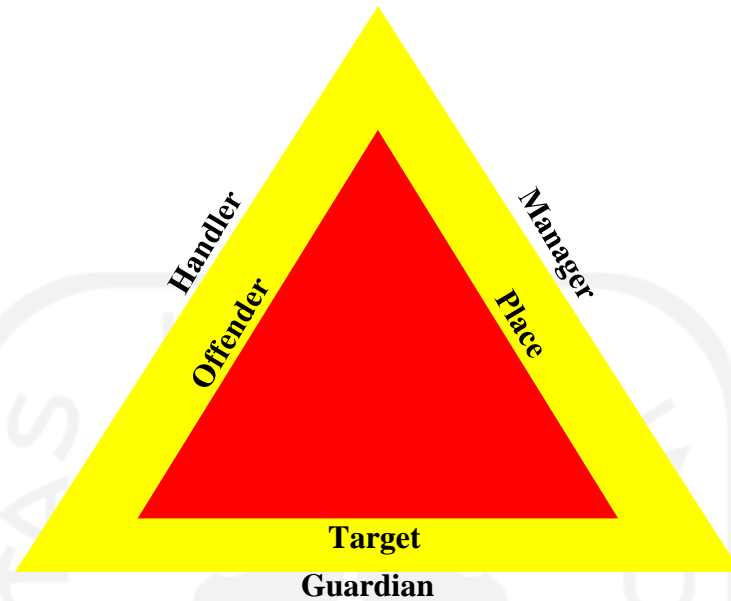 Handler
Manager
Offender
Place
Target
Guardian